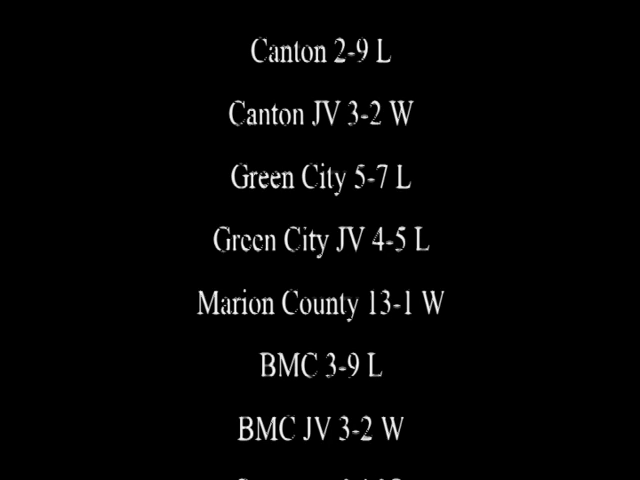 Canton 2-9 L
Canton JV 3-2 W
Green City 5-7 L
Green City JV 4-5 L
Marion County 13-1 W
BMC 3-9 L
BMC JV 3-2 W